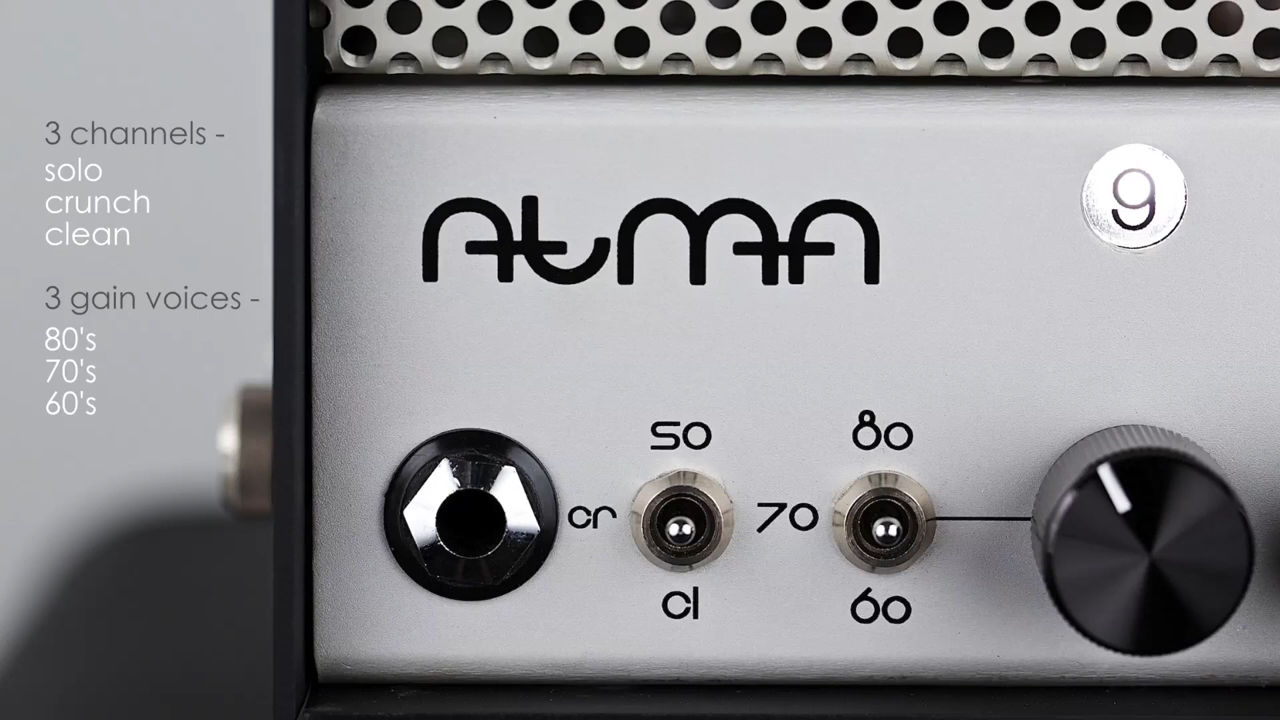 3 channels -
solo
crunch
clean
3 gain voices -
80's
70's
60's
ATMA
9
so
80
cr
70
cl
60